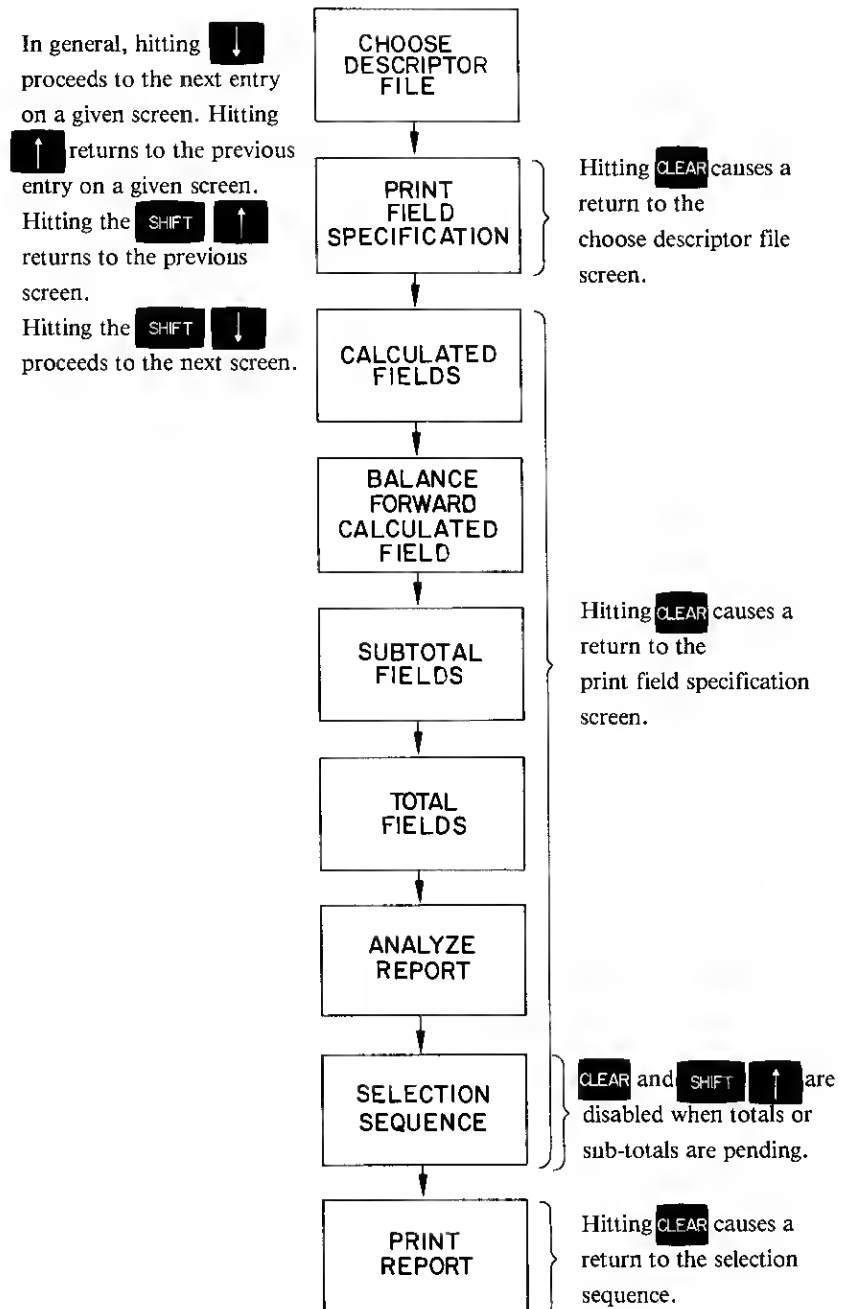 In general, hitting ↓
proceeds to the next entry
on a given screen. Hitting
↑ returns to the previous
entry on a given screen.
Hitting the SHIFT ↑
returns to the previous
screen.
Hitting the SHIFT ↓
proceeds to the next screen.
CHOOSE
DESCRIPTOR
FILE
PRINT
FIELD
SPECIFICATION
Hitting CLEAR causes a
return to the
choose descriptor file
screen.
CALCULATED
FIELDS
BALANCE
FORWARD
CALCULATED
FIELD
SUBTOTAL
FIELDS
Hitting CLEAR causes a
return to the
print field specification
screen.
TOTAL
FIELDS
ANALYZE
REPORT
SELECTION
SEQUENCE
CLEAR and SHIFT ↑ are
disabled when totals or
sub-totals are pending.
PRINT
REPORT
Hitting CLEAR causes a
return to the selection
sequence.